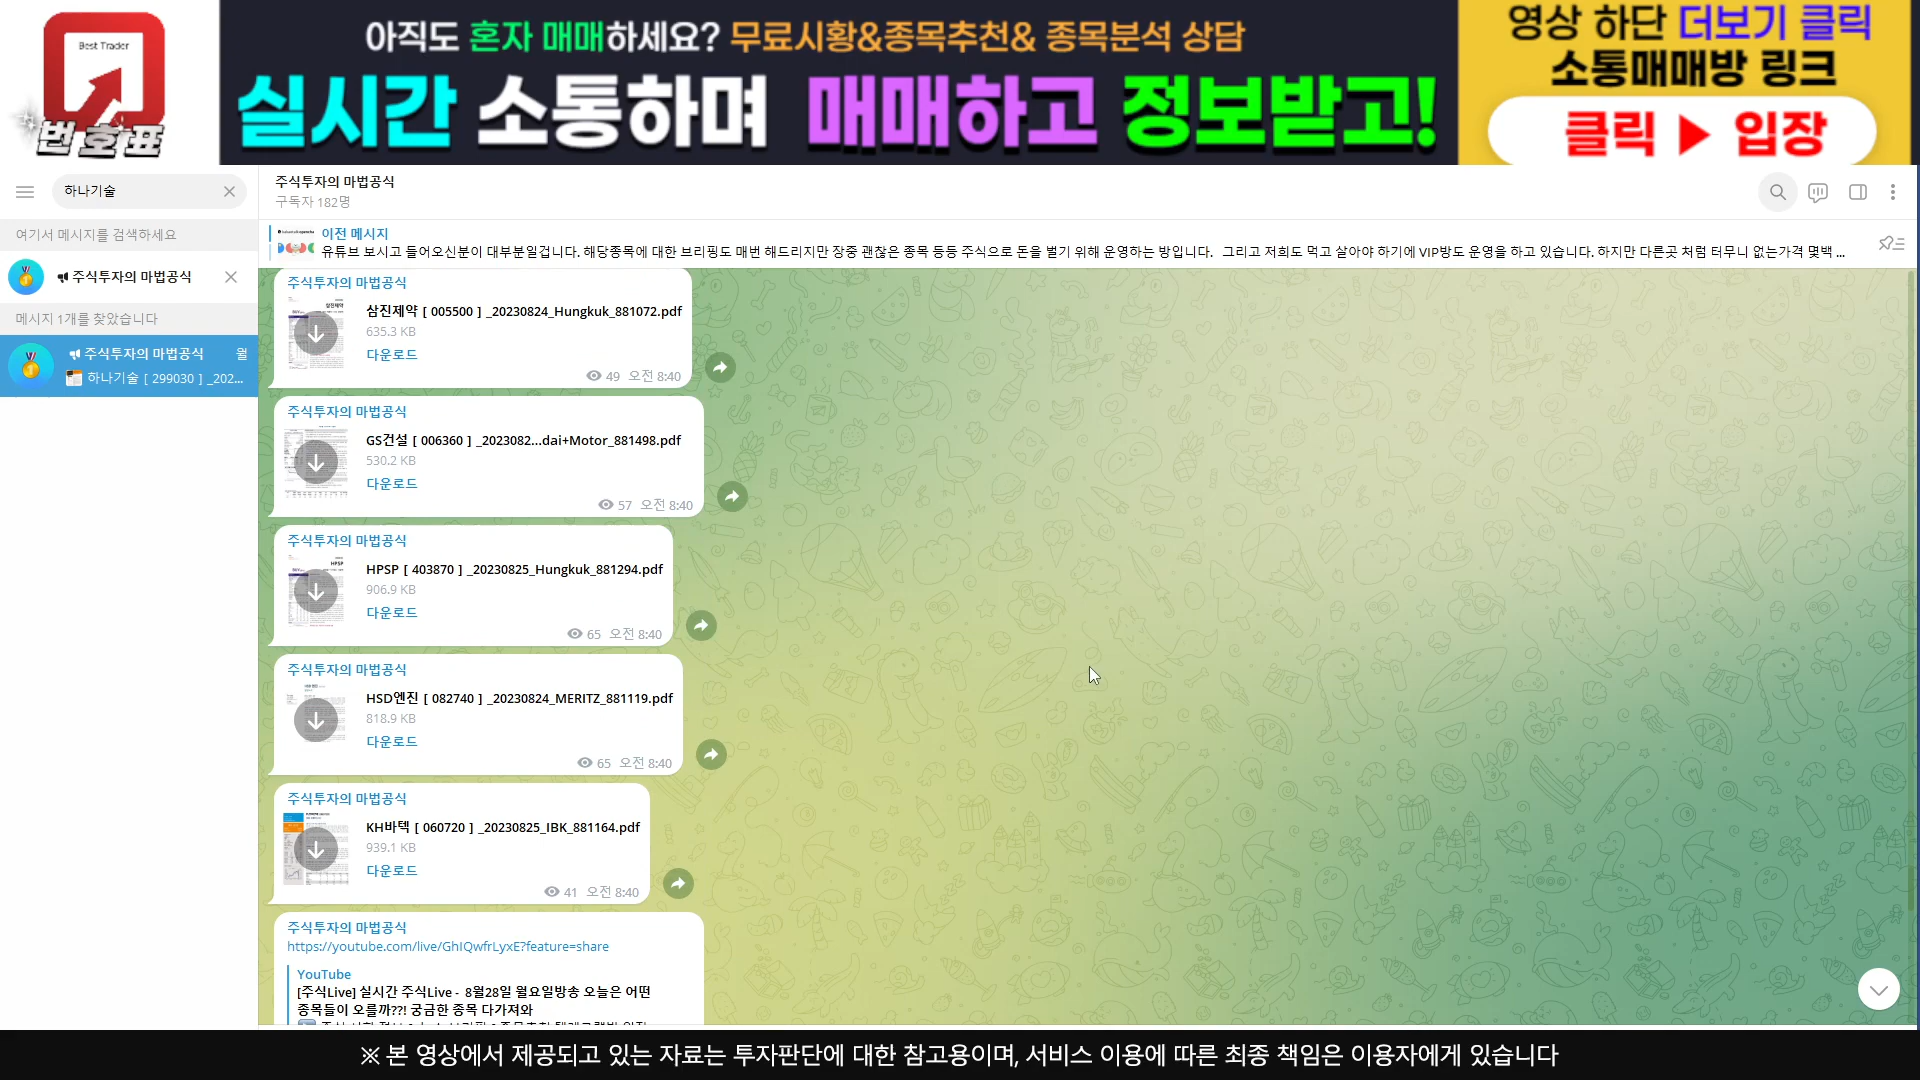 Best Trader
번호표
아직도 혼자 매매하세요? 무료시황&종목추천& 종목분석 상담
실시간 소통하며 매매하고 정보받고!
영상 하단 더보기 클릭
소통매매방 링크
클릭 ▶ 입장
하나기술
여기서 메시지를 검색하세요
주식투자의 마법공식
메시지 1개를 찾았습니다
주식투자의 마법공식 월
하나기술 [ 299030 ] _202...
주식투자의 마법공식
구독자 182명
이전 메시지
유튜브 보시고 들어오신분이 대부분일겁니다. 해당종목에 대한 브리핑도 매번 해드리지만 장중 괜찮은 종목 등등 주식으로 돈을 벌기 위해 운영하는 방입니다. 그리고 저희도 먹고 살아야 하기에 VIP방도 운영을 하고 있습니다. 하지만 다른곳 처럼 터무니 없는가격 몇백 ...
주식투자의 마법공식
삼진제약 [ 005500 ] _20230824_Hungkuk_881072.pdf
635.3 KB
다운로드
49 오전 8:40
주식투자의 마법공식
GS건설 [ 006360 ] _2023082...dai+Motor_881498.pdf
530.2 KB
다운로드
57 오전 8:40
주식투자의 마법공식
HPSP [ 403870 ] _20230825_Hungkuk_881294.pdf
906.9 KB
다운로드
65 오전 8:40
주식투자의 마법공식
HSD엔진 [ 082740 ] _20230824_MERITZ_881119.pdf
818.9 KB
다운로드
65 오전 8:40
주식투자의 마법공식
KH바텍 [ 060720 ] _20230825_IBK_881164.pdf
939.1 KB
다운로드
41 오전 8:40
주식투자의 마법공식
https://youtube.com/live/GhIQwfrLyxE?feature=share
YouTube
[주식Live] 실시간 주식Live - 8월28일 월요일방송 오늘은 어떤
종목들이 오를까??! 궁금한 종목 다가져와
※ 본 영상에서 제공되고 있는 자료는 투자판단에 대한 참고용이며, 서비스 이용에 따른 최종 책임은 이용자에게 있습니다